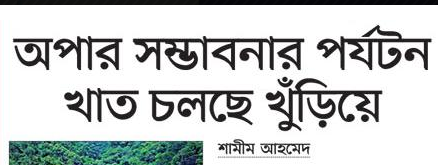 অপার সম্ভাবনার পর্যটন
খাত চলছে খুঁড়িয়ে
শামীম আহমেদ